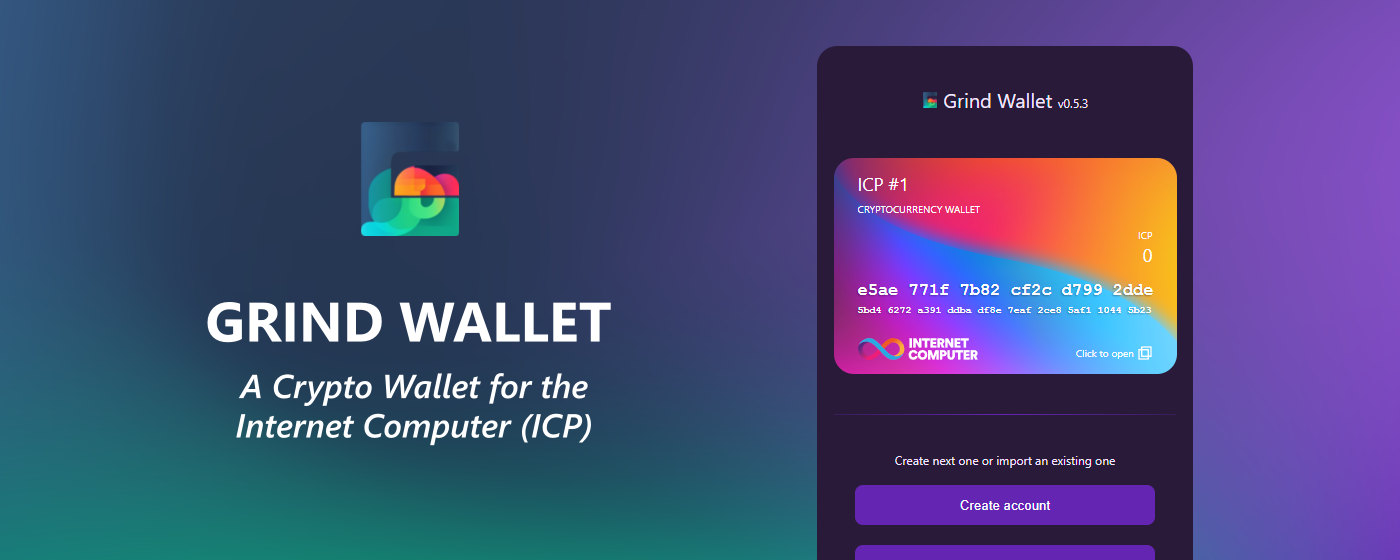 GRIND WALLET
A Crypto Wallet for the
Internet Computer (ICP)
Grind Wallet v0.5.3
ICP #1
CRYPTOCURRENCY WALLET
ICP
0
e5ae 771f 7b82 cf2c d799 2dde
5bd4 6272 a391 ddba df8e 7eaf 2ce8 5af1 1044 5b23
INTERNET
COMPUTER
Click to open
Create next one or import an existing one
Create account